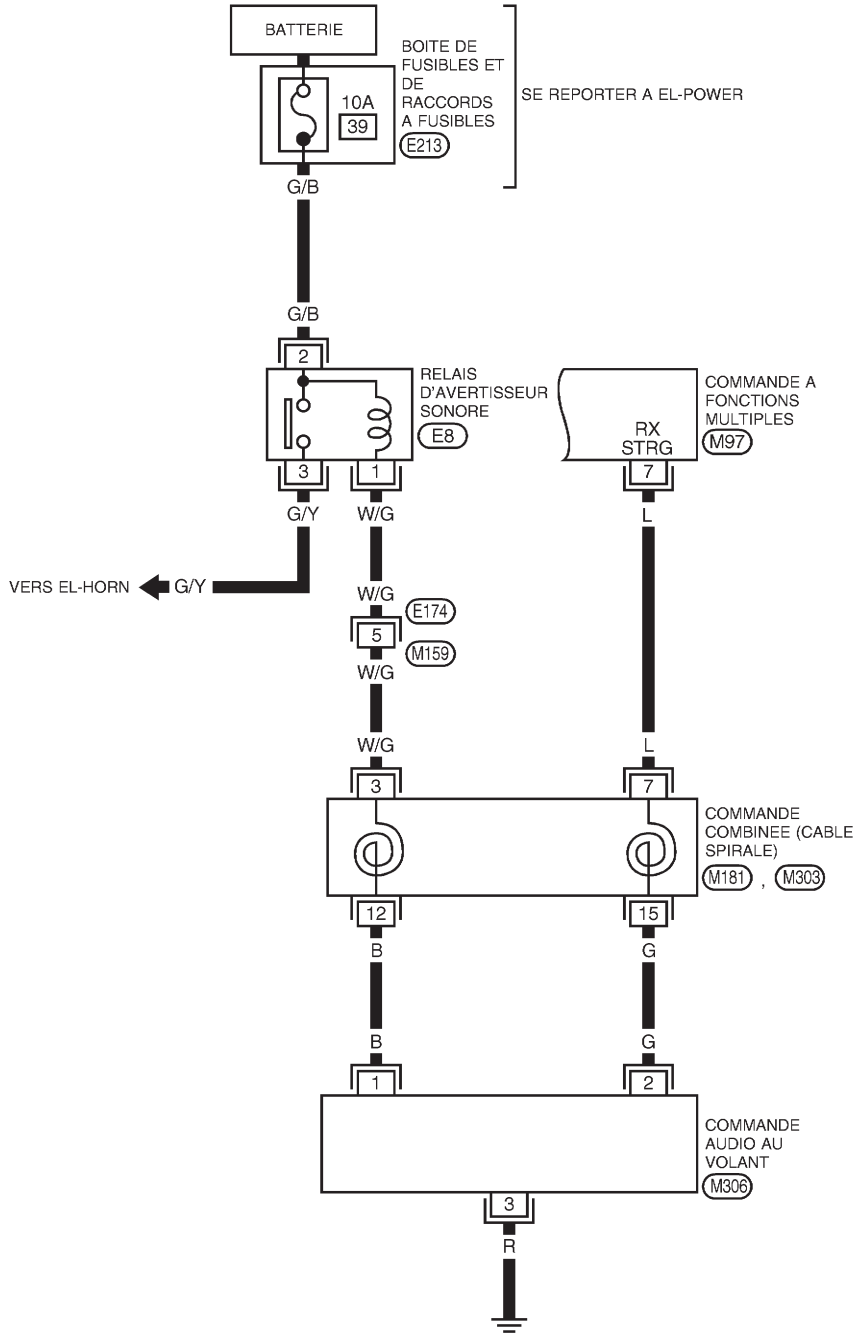 BATTERIE
BOITE DE
FUSIBLES ET
DE
RACCORDS
A FUSIBLES
E213
10A
39
SE REPORTER A EL-POWER
G/B
G/B
2
RELAIS
D'AVERTISSEUR
SONORE
E8
COMMANDE A
FONCTIONS
MULTIPLES
M97
RX
STRG
3
1
7
G/Y
W/G
L
VERS EL-HORN
G/Y
W/G
E174
5
M159
W/G
W/G
L
3
7
COMMANDE
COMBINEE (CABLE
SPIRALE)
M181 , M303
12
15
B
G
B
G
1
2
COMMANDE
AUDIO AU
VOLANT
M306
3
R